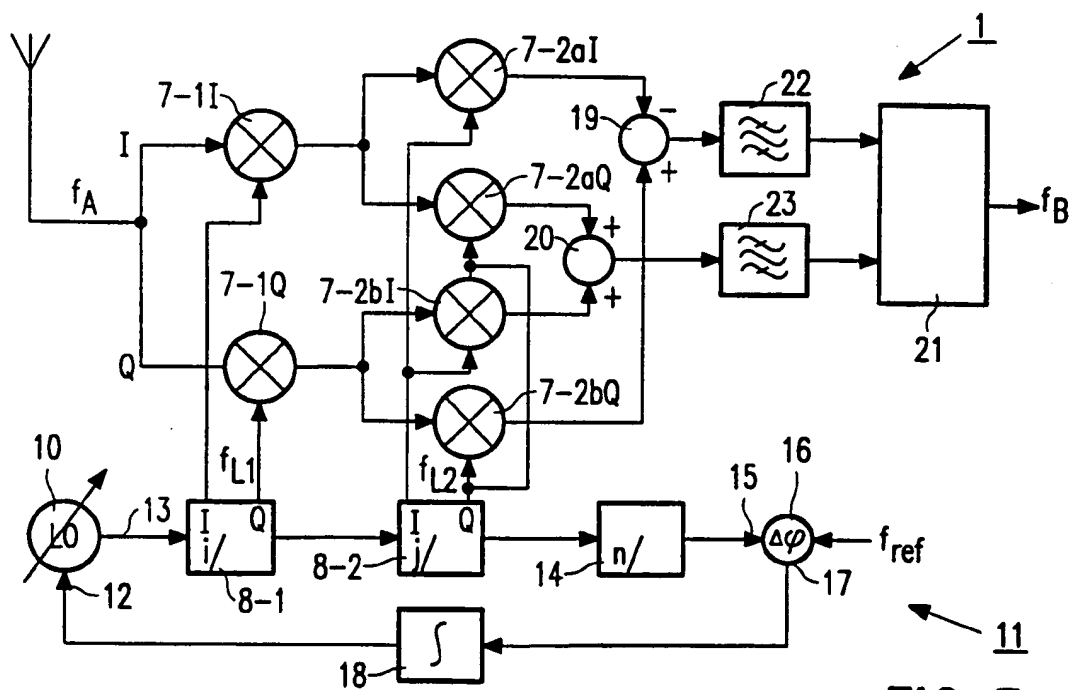 1
7-2aI
7-1I
22
I
19
-
+
f_A
7-2aQ
23
+
20
f_B
7-1Q
7-2bI
+
21
Q
7-2bQ
10
f_L1
f_L2
16
15
LO
13
I Q
i/
I Q
j/
n/
Δφ
f_ref
12
8-1
8-2
14
17
∫
18
11